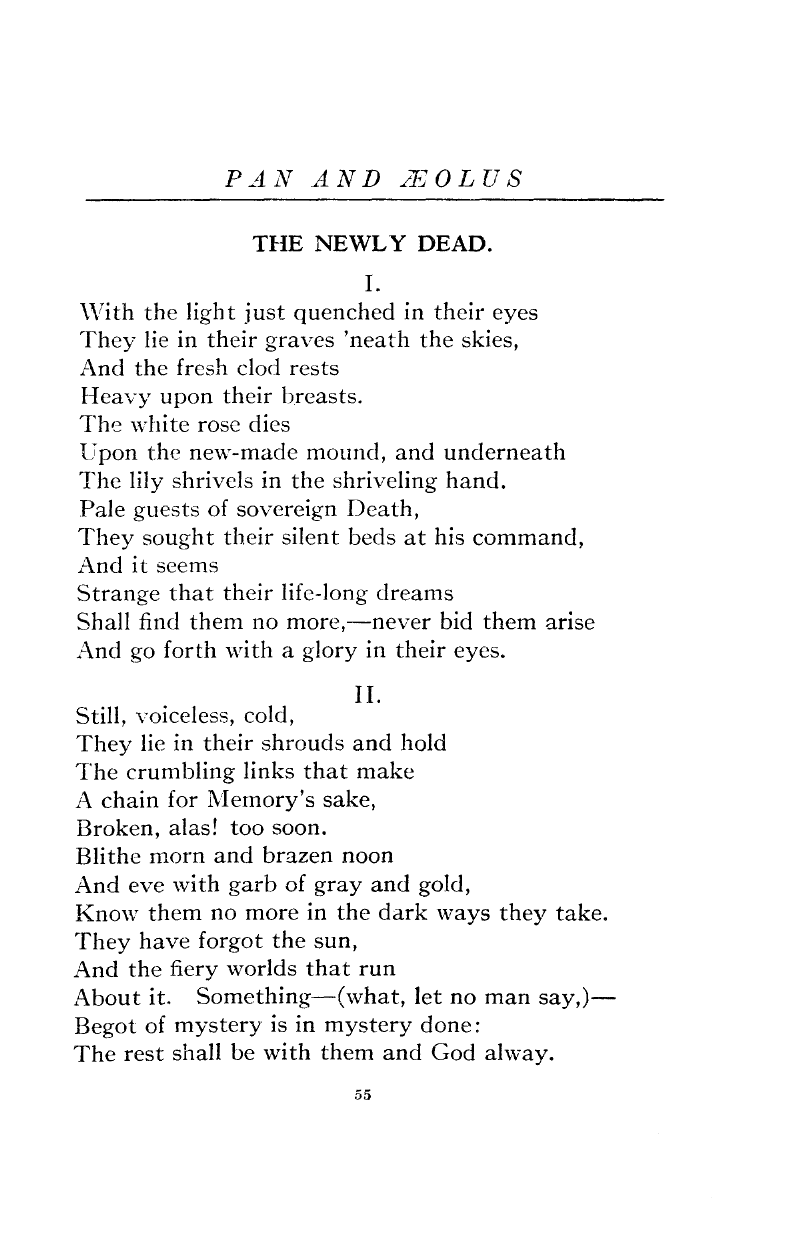 PAN AND ÆOLUS
THE NEWLY DEAD.
I.
With the light just quenched in their eyes
They lie in their graves 'neath the skies,
And the fresh clod rests
Heavy upon their breasts.
The white rose dies
Upon the new-made mound, and underneath
The lily shrivels in the shriveling hand.
Pale guests of sovereign Death,
They sought their silent beds at his command,
And it seems
Strange that their life-long dreams
Shall find them no more,—never bid them arise
And go forth with a glory in their eyes.
II.
Still, voiceless, cold,
They lie in their shrouds and hold
The crumbling links that make
A chain for Memory's sake,
Broken, alas! too soon.
Blithe morn and brazen noon
And eve with garb of gray and gold,
Know them no more in the dark ways they take.
They have forgot the sun,
And the fiery worlds that run
About it. Something—(what, let no man say,)—
Begot of mystery is in mystery done:
The rest shall be with them and God alway.
55